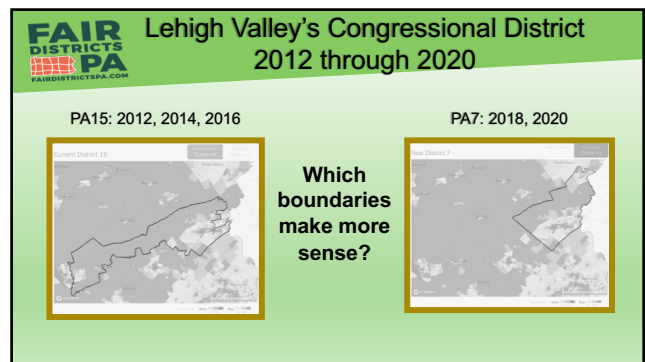 FAIR
DISTRICTS
PA
FAIRDISTRICTSPA.COM
Lehigh Valley's Congressional District
2012 through 2020
PA15: 2012, 2014, 2016
PA7: 2018, 2020
Current District 15
New District 7
Which
boundaries
make more
sense?